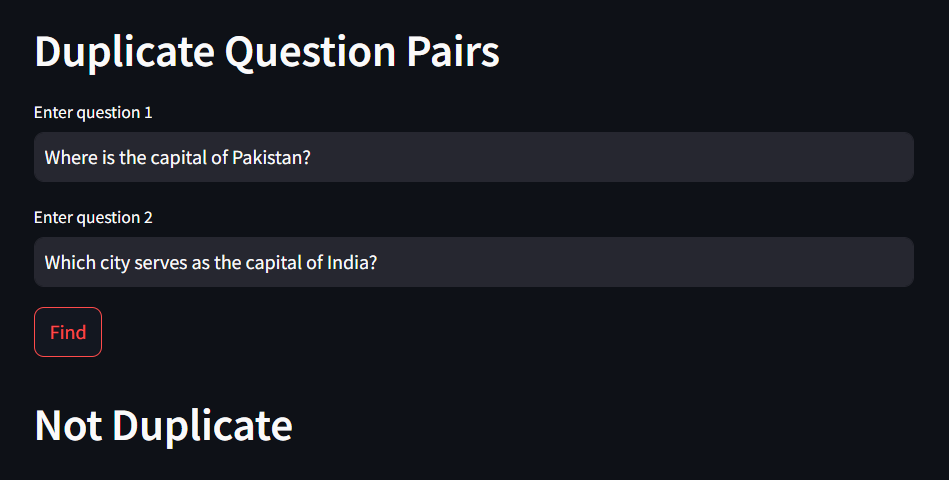 Duplicate Question Pairs
Enter question 1
Where is the capital of Pakistan?
Enter question 2
Which city serves as the capital of India?
Find
Not Duplicate